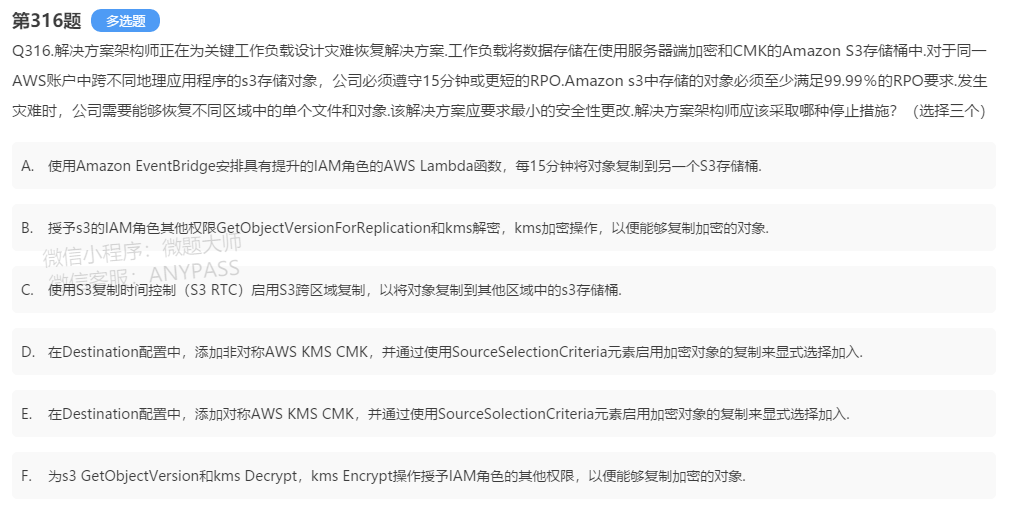 第316题 多选题
Q316.解决方案架构师正在为关键工作负载设计灾难恢复解决方案.工作负载将数据存储在使用服务器端加密和CMK的Amazon S3存储桶中.对于同一
AWS账户中跨不同地理应用程序的s3存储对象，公司必须遵守15分钟或更短的RPO.Amazon s3中存储的对象必须至少满足99.99%的RPO要求.发生
灾难时，公司需要能够恢复不同区域中的单个文件和对象.该解决方案应要求最小的安全性更改.解决方案架构师应该采取哪种停止措施？（选择三个）
A. 使用Amazon EventBridge安排具有提升的IAM角色的AWS Lambda函数，每15分钟将对象复制到另一个S3存储桶.
B. 授予s3的IAM角色其他权限GetObjectVersionForReplication和kms解密，kms加密操作，以便能够复制加密的对象.
微信小程序：微题大师
微信客服：ANYPASS
C. 使用S3复制时间控制（S3 RTC）启用S3跨区域复制，以将对象复制到其他区域中的s3存储桶.
D. 在Destination配置中，添加非对称AWS KMS CMK，并通过使用SourceSelectionCriteria元素启用加密对象的复制来显式选择加入.
E. 在Destination配置中，添加对称AWS KMS CMK，并通过使用SourceSolectionCriteria元素启用加密对象的复制来显式选择加入.
F. 为s3 GetObjectVersion和kms Decrypt，kms Encrypt操作授予IAM角色的其他权限，以便能够复制加密的对象.